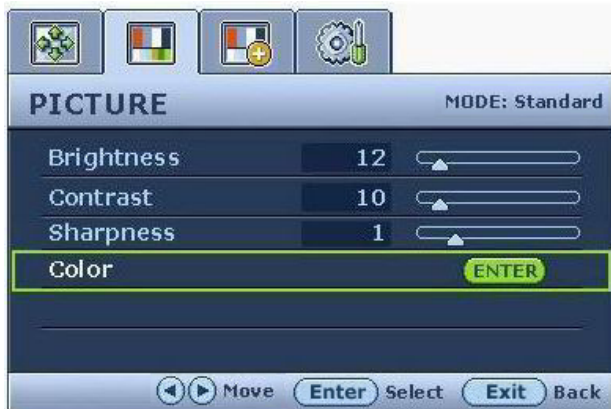 PICTURE MODE: Standard
Brightness 12
Contrast 10
Sharpness 1
Color ENTER
Move Enter Select Exit Back